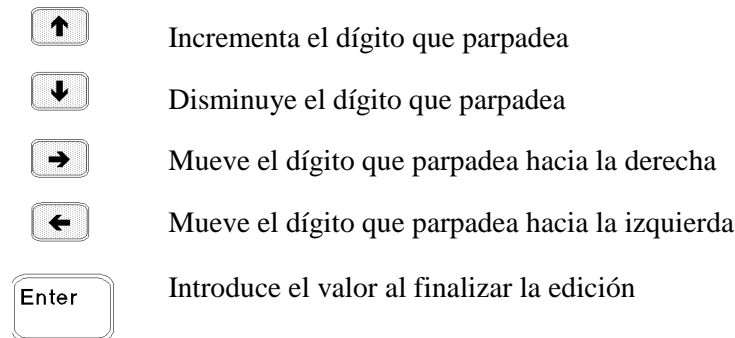 Incrementa el dígito que parpadea
Disminuye el dígito que parpadea
Mueve el dígito que parpadea hacia la derecha
Mueve el dígito que parpadea hacia la izquierda
Enter Introduce el valor al finalizar la edición